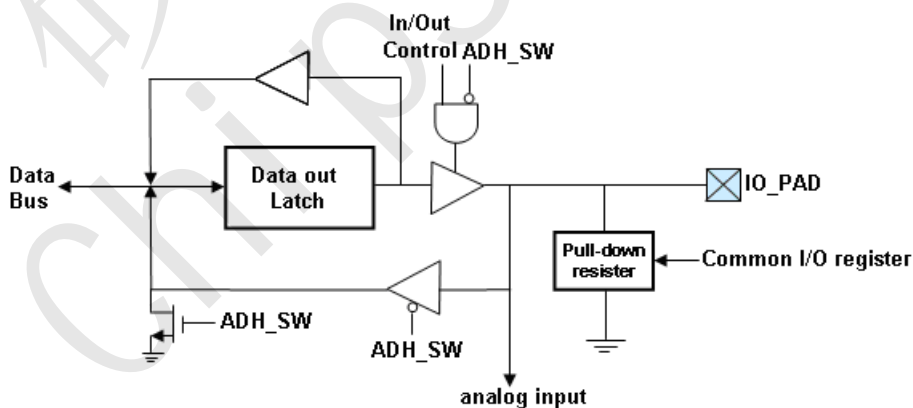 In/Out
Control ADH_SW
Data
Bus
Data out
Latch
IO_PAD
Pull-down
resister
Common I/O register
ADH_SW
ADH_SW
analog input
Chips